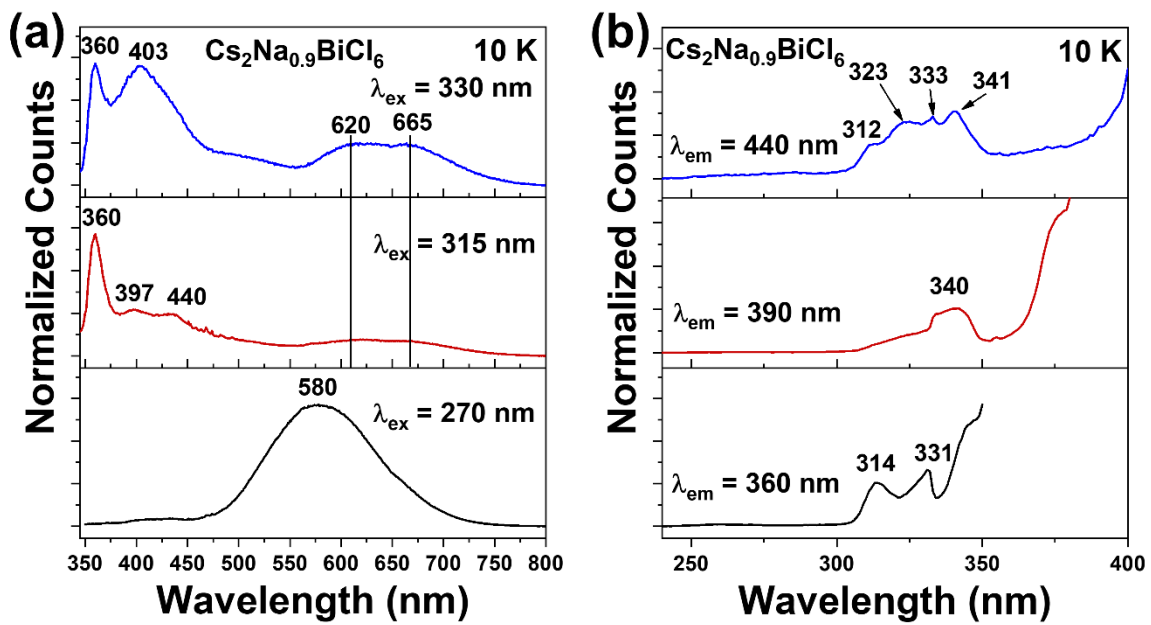 (a)
Cs2Na0.9BiCl6
10 K
360
403
λex = 330 nm
620
665
360
397
440
λex = 315 nm
580
λex = 270 nm
Normalized Counts
350 400 450 500 550 600 650 700 750 800
Wavelength (nm)
(b)
Cs2Na0.9BiCl6
10 K
323
333
341
312
λem = 440 nm
340
λem = 390 nm
314
331
λem = 360 nm
Normalized Counts
250 300 350 400
Wavelength (nm)